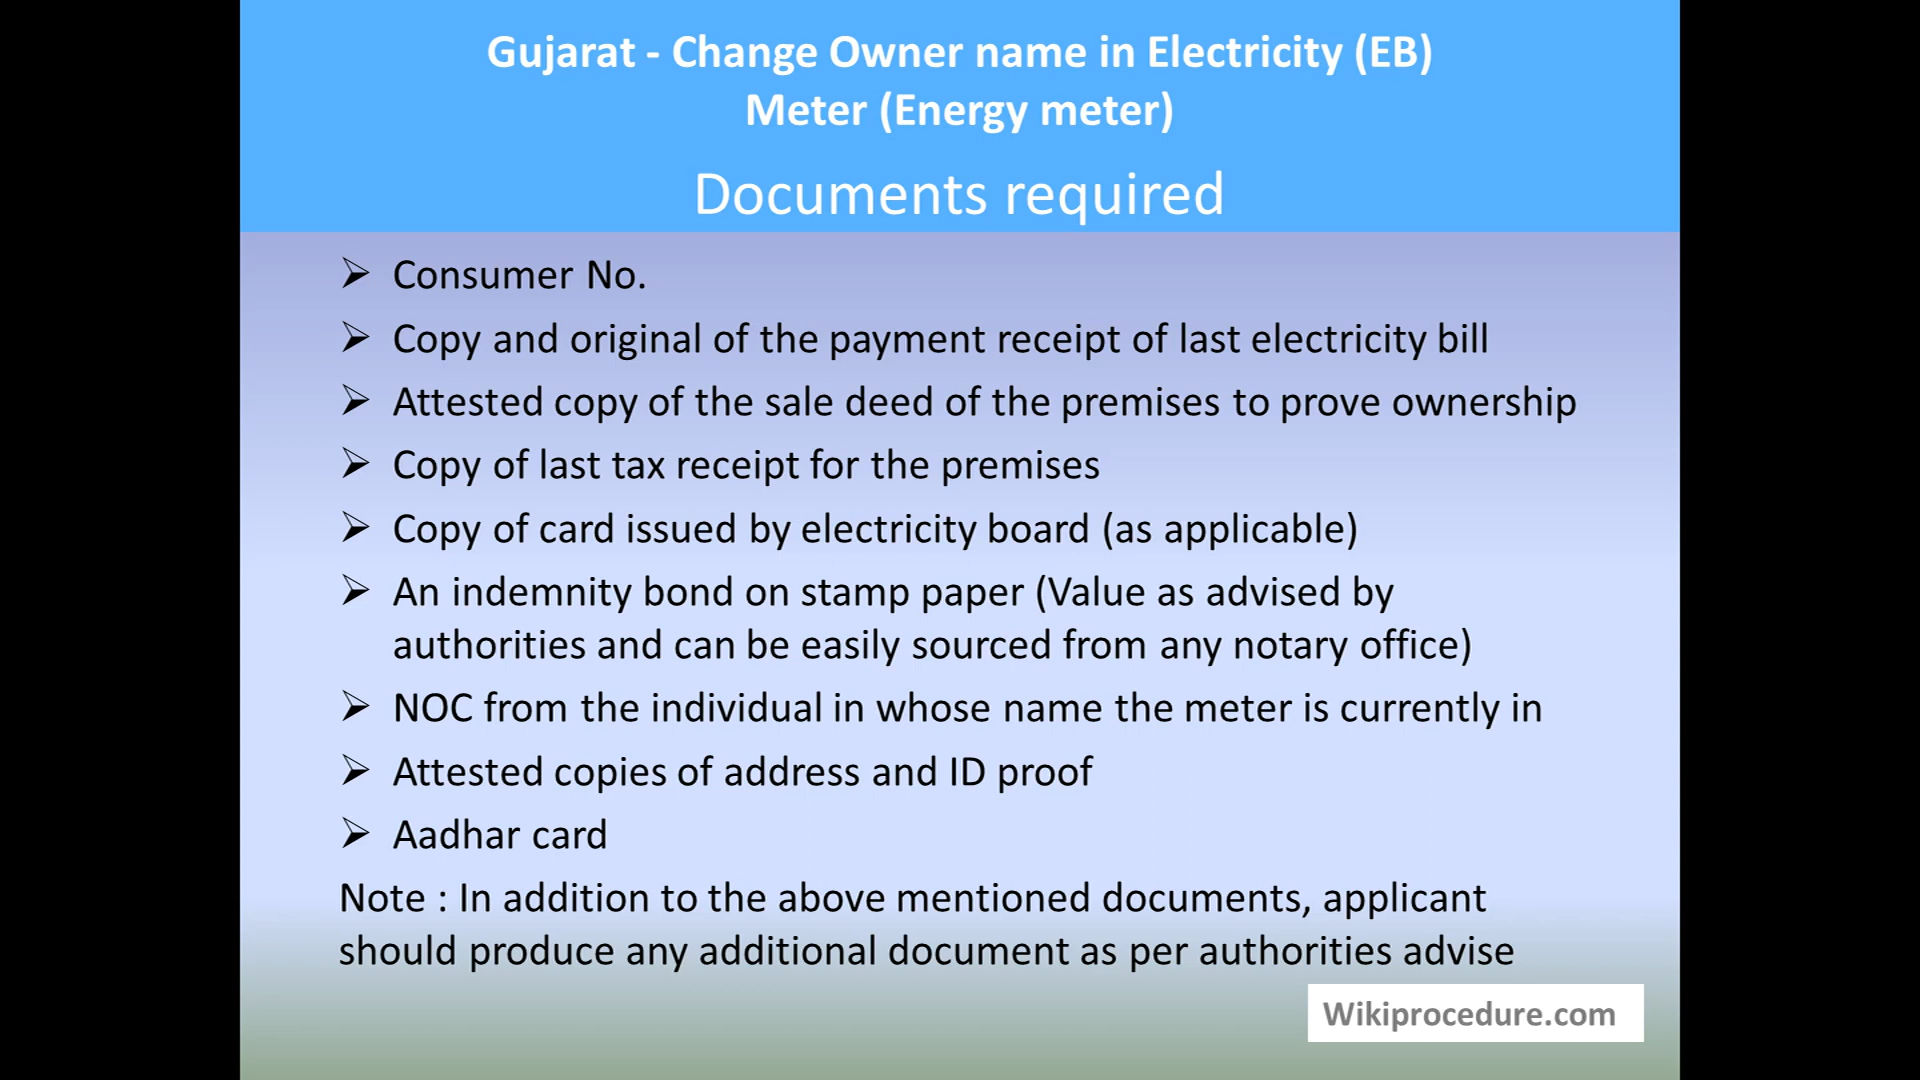 Gujarat - Change Owner name in Electricity (EB)
Meter (Energy meter)
Documents required
➢ Consumer No.
➢ Copy and original of the payment receipt of last electricity bill
➢ Attested copy of the sale deed of the premises to prove ownership
➢ Copy of last tax receipt for the premises
➢ Copy of card issued by electricity board (as applicable)
➢ An indemnity bond on stamp paper (Value as advised by
authorities and can be easily sourced from any notary office)
➢ NOC from the individual in whose name the meter is currently in
➢ Attested copies of address and ID proof
➢ Aadhar card
Note : In addition to the above mentioned documents, applicant
should produce any additional document as per authorities advise
Wikiprocedure.com